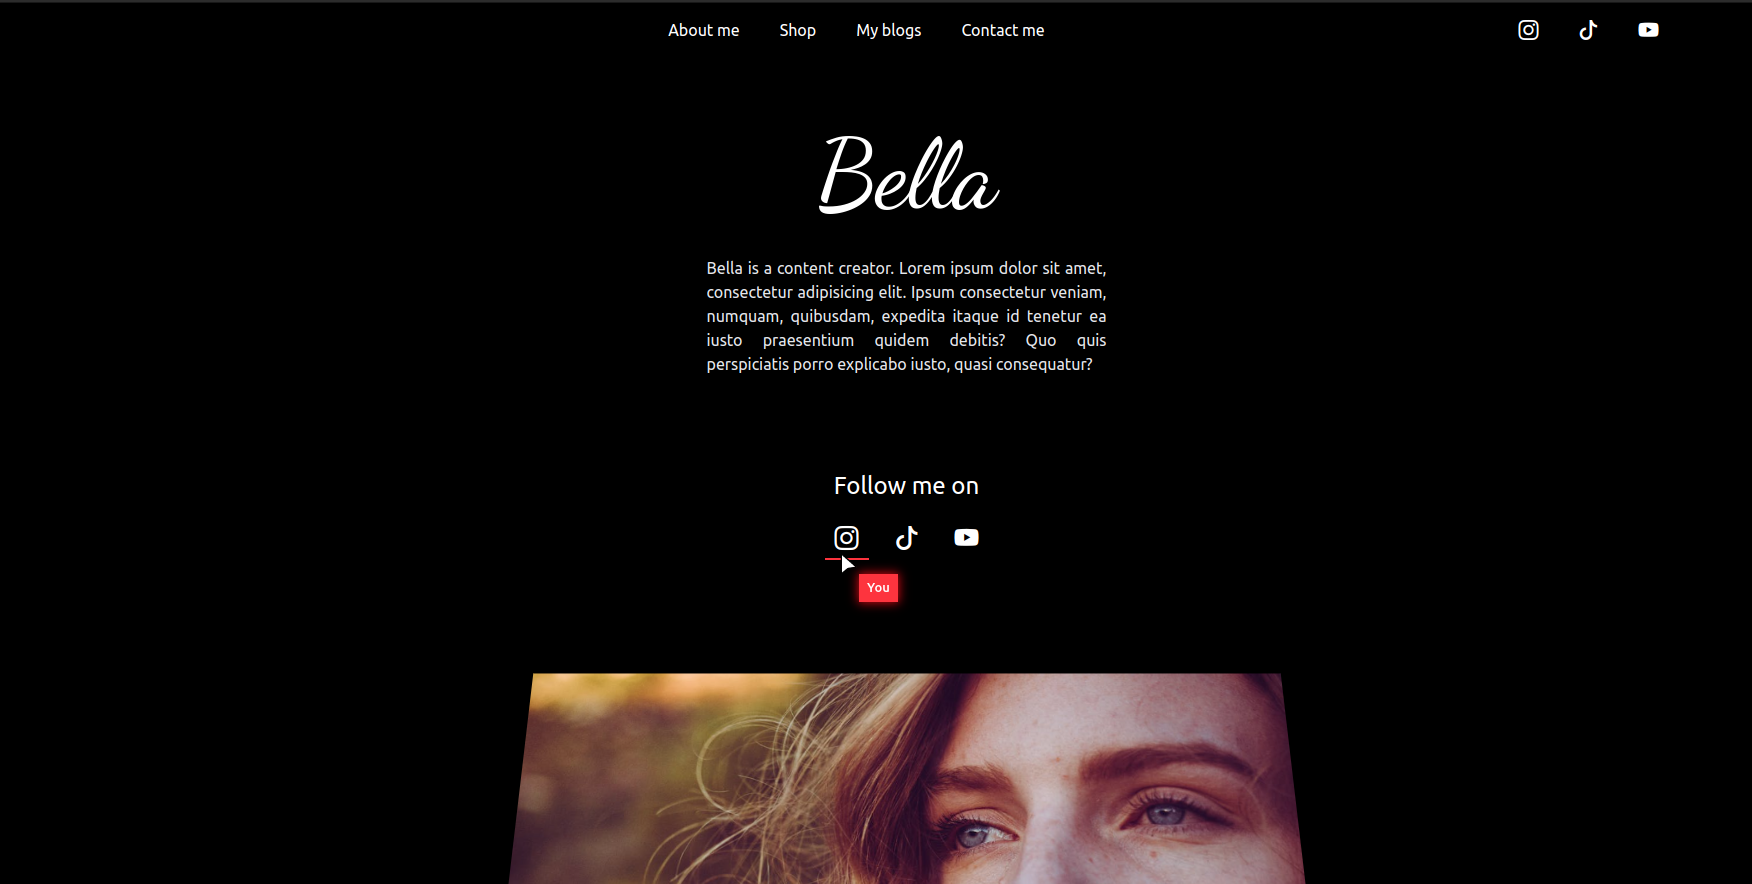 About me Shop My blogs Contact me
Bella
Bella is a content creator. Lorem ipsum dolor sit amet,
consectetur adipisicing elit. Ipsum consectetur veniam,
numquam, quibusdam, expedita itaque id tenetur ea
iusto praesentium quidem debitis? Quo quis
perspiciatis porro explicabo iusto, quasi consequatur?
Follow me on
You